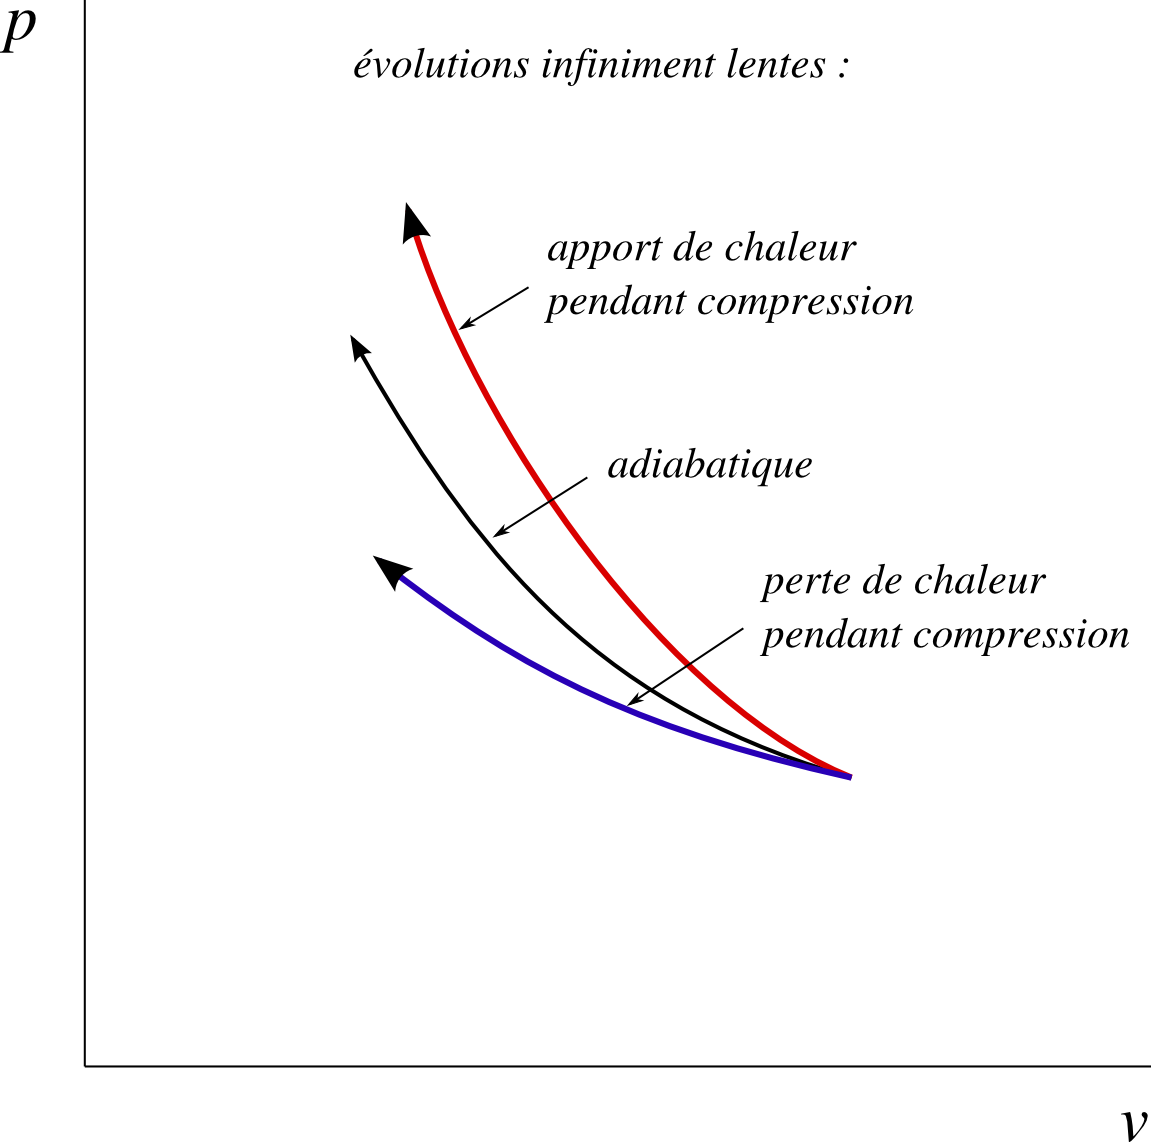 p
évolutions infiniment lentes :
apport de chaleur
pendant compression
adiabatique
perte de chaleur
pendant compression
v